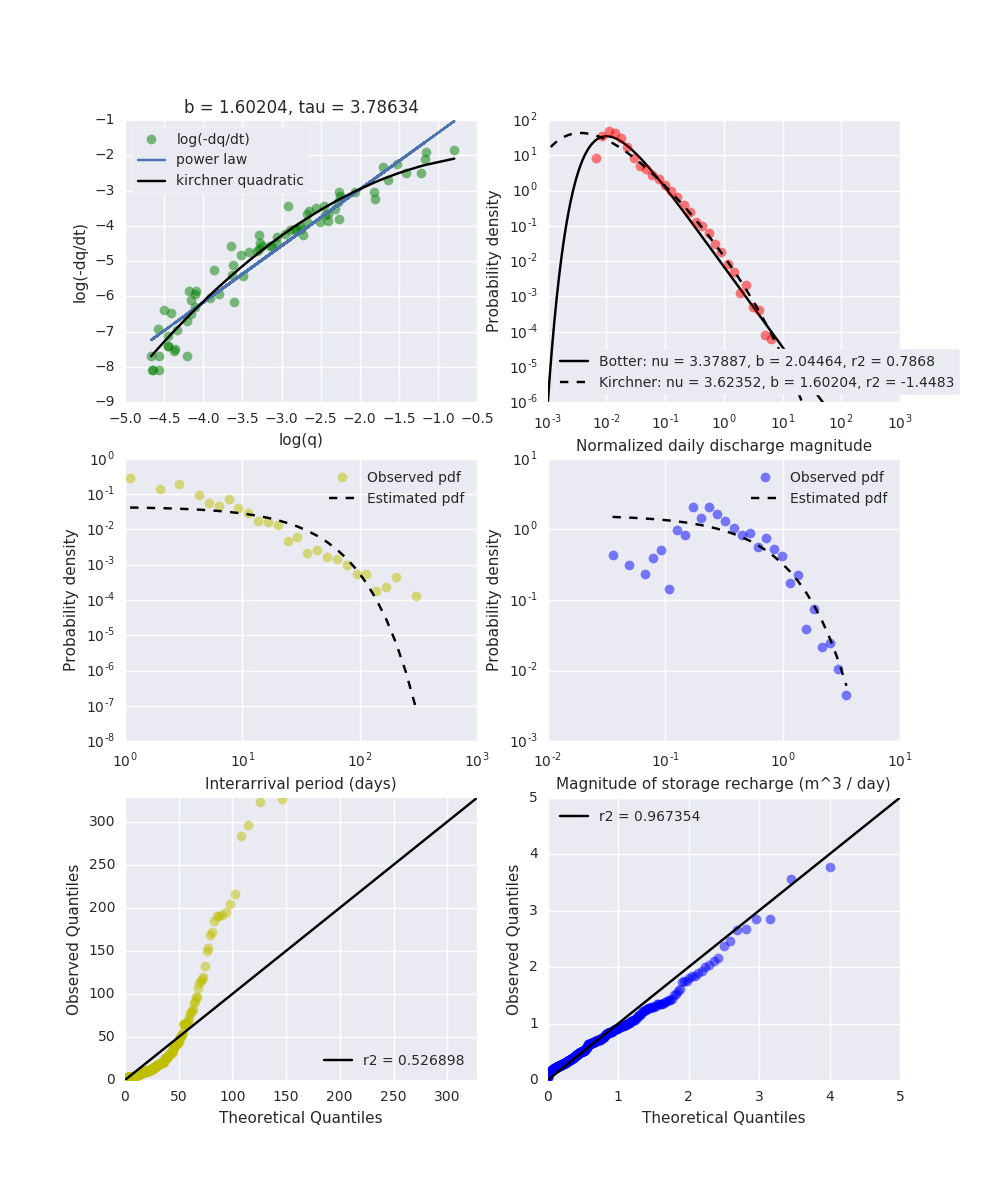 b = 1.60204, tau = 3.78634
log(-dq/dt)
power law
kirchner quadratic
−1
−2
−3
−4
−5
−6
−7
−8
−9
log(-dq/dt)
−5.0 −4.5 −4.0 −3.5 −3.0 −2.5 −2.0 −1.5 −1.0 −0.5
log(q)
10^2
10^1
10^0
10^-1
10^-2
10^-3
10^-4
10^-5
10^-6
Probability density
Botter: nu = 3.37887, b = 2.04464, r2 = 0.7868
Kirchner: nu = 3.62352, b = 1.60204, r2 = -1.4483
10^-3 10^-2 10^-1 10^0 10^1 10^2 10^3
Normalized daily discharge magnitude
Observed pdf
Estimated pdf
10^0
10^-1
10^-2
10^-3
10^-4
10^-5
10^-6
10^-7
10^-8
Probability density
10^0 10^1 10^2 10^3
Interarrival period (days)
Observed pdf
Estimated pdf
10^1
10^0
10^-1
10^-2
10^-3
Probability density
10^-2 10^-1 10^0 10^1
Magnitude of storage recharge (m^3 / day)
300
250
200
150
100
50
0
Observed Quantiles
r2 = 0.526898
0 50 100 150 200 250 300
Theoretical Quantiles
r2 = 0.967354
5
4
3
2
1
0
Observed Quantiles
0 1 2 3 4 5
Theoretical Quantiles